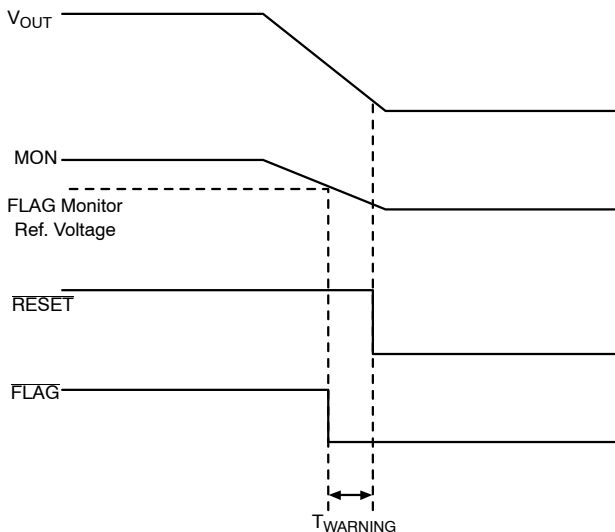 VOUT
MON
FLAG Monitor
Ref. Voltage
RESET
FLAG
TWARNING